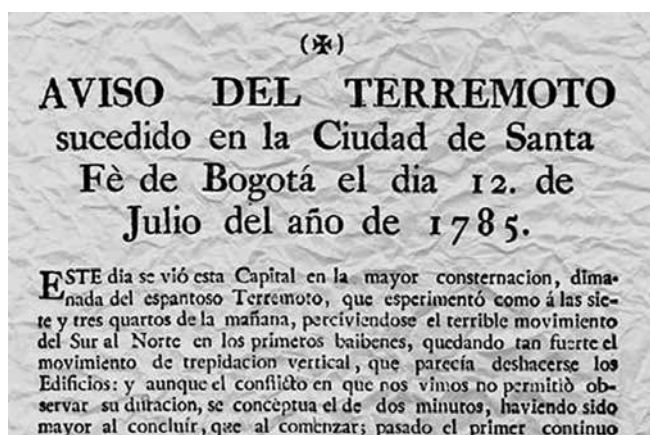 (✠)
AVISO DEL TERREMOTO
sucedido en la Ciudad de Santa
Fè de Bogotá el dia 12. de
Julio del año de 1785.
ESTE dia se vió esta Capital en la mayor consternacion, dima-
nada del espantoso Terremoto, que esperimentó como á las sie-
te y tres quartos de la mañana, perciviendose el terrible movimiento
del Sur al Norte en los primeros baibenes, quedando tan fuerte el
movimiento de trepidacion vertical, que parecía deshacerse los
Edificios: y aunque el conflicto en que nos vimos no permitiò ob-
servar su duracion, se conceptua el de dos minutos, haviendo sido
mayor al concluír, que al comenzar; pasado el primer continuo